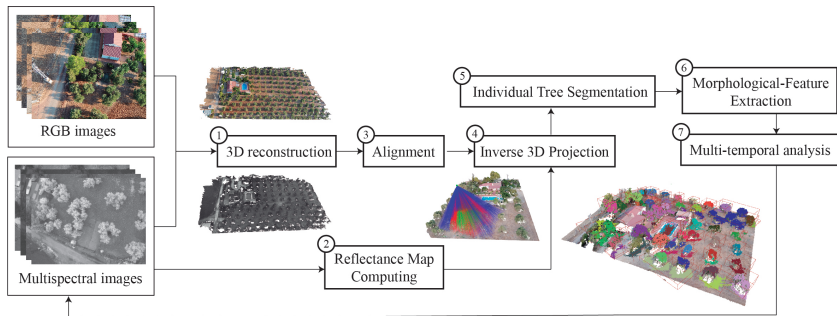 RGB images
Multispectral images
1
3D reconstruction
2
Reflectance Map
Computing
3
Alignment
4
Inverse 3D Projection
5
Individual Tree Segmentation
6
Morphological-Feature
Extraction
7
Multi-temporal analysis